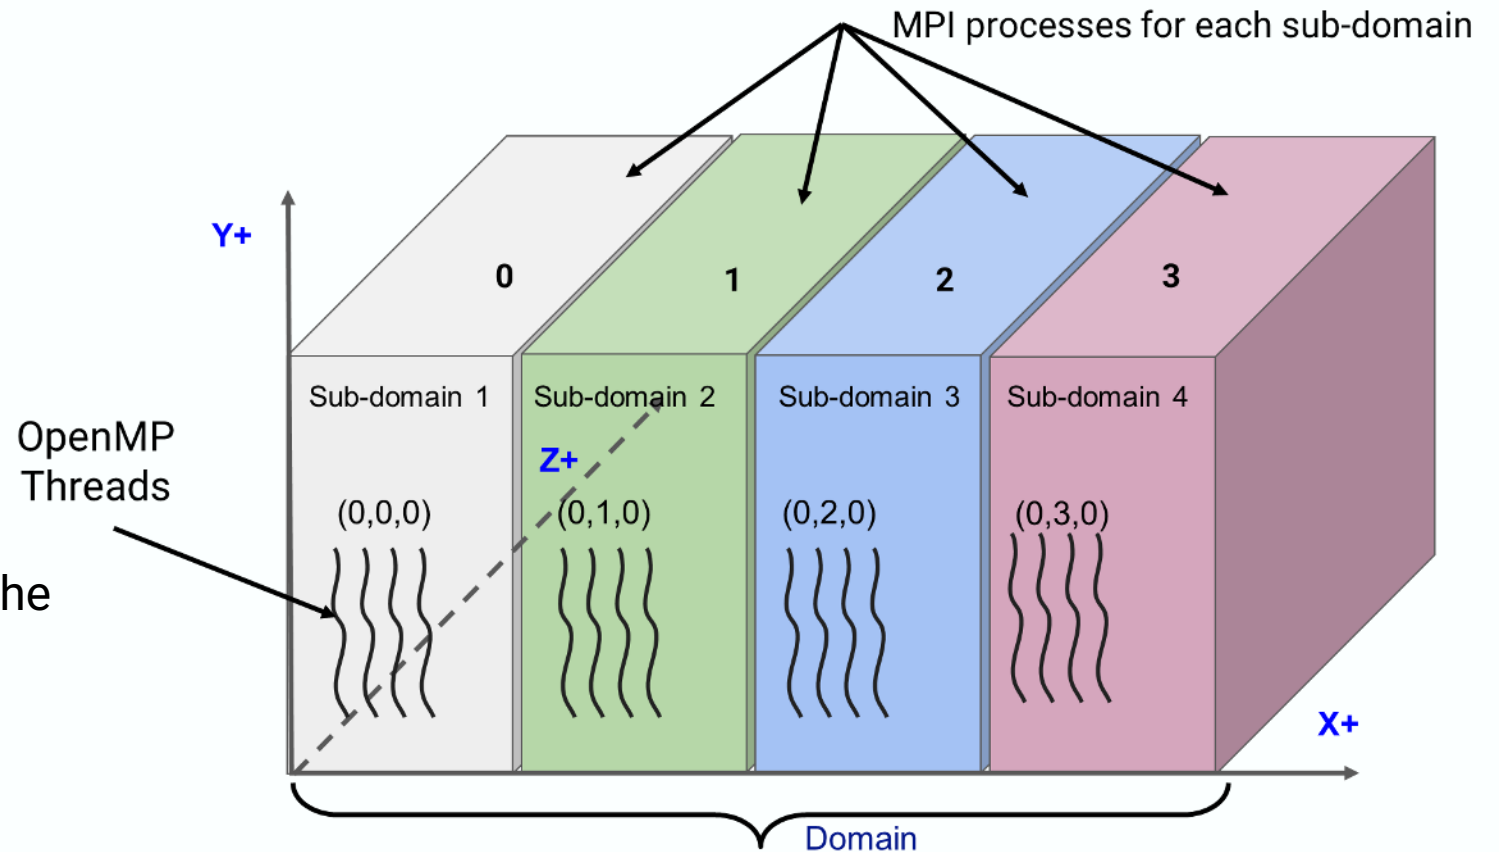 MPI processes for each sub-domain
Y+
0 1 2 3
Sub-domain 1 Sub-domain 2 Sub-domain 3 Sub-domain 4
OpenMP
Threads
Z+
(0,0,0) (0,1,0) (0,2,0) (0,3,0)
he
X+
Domain